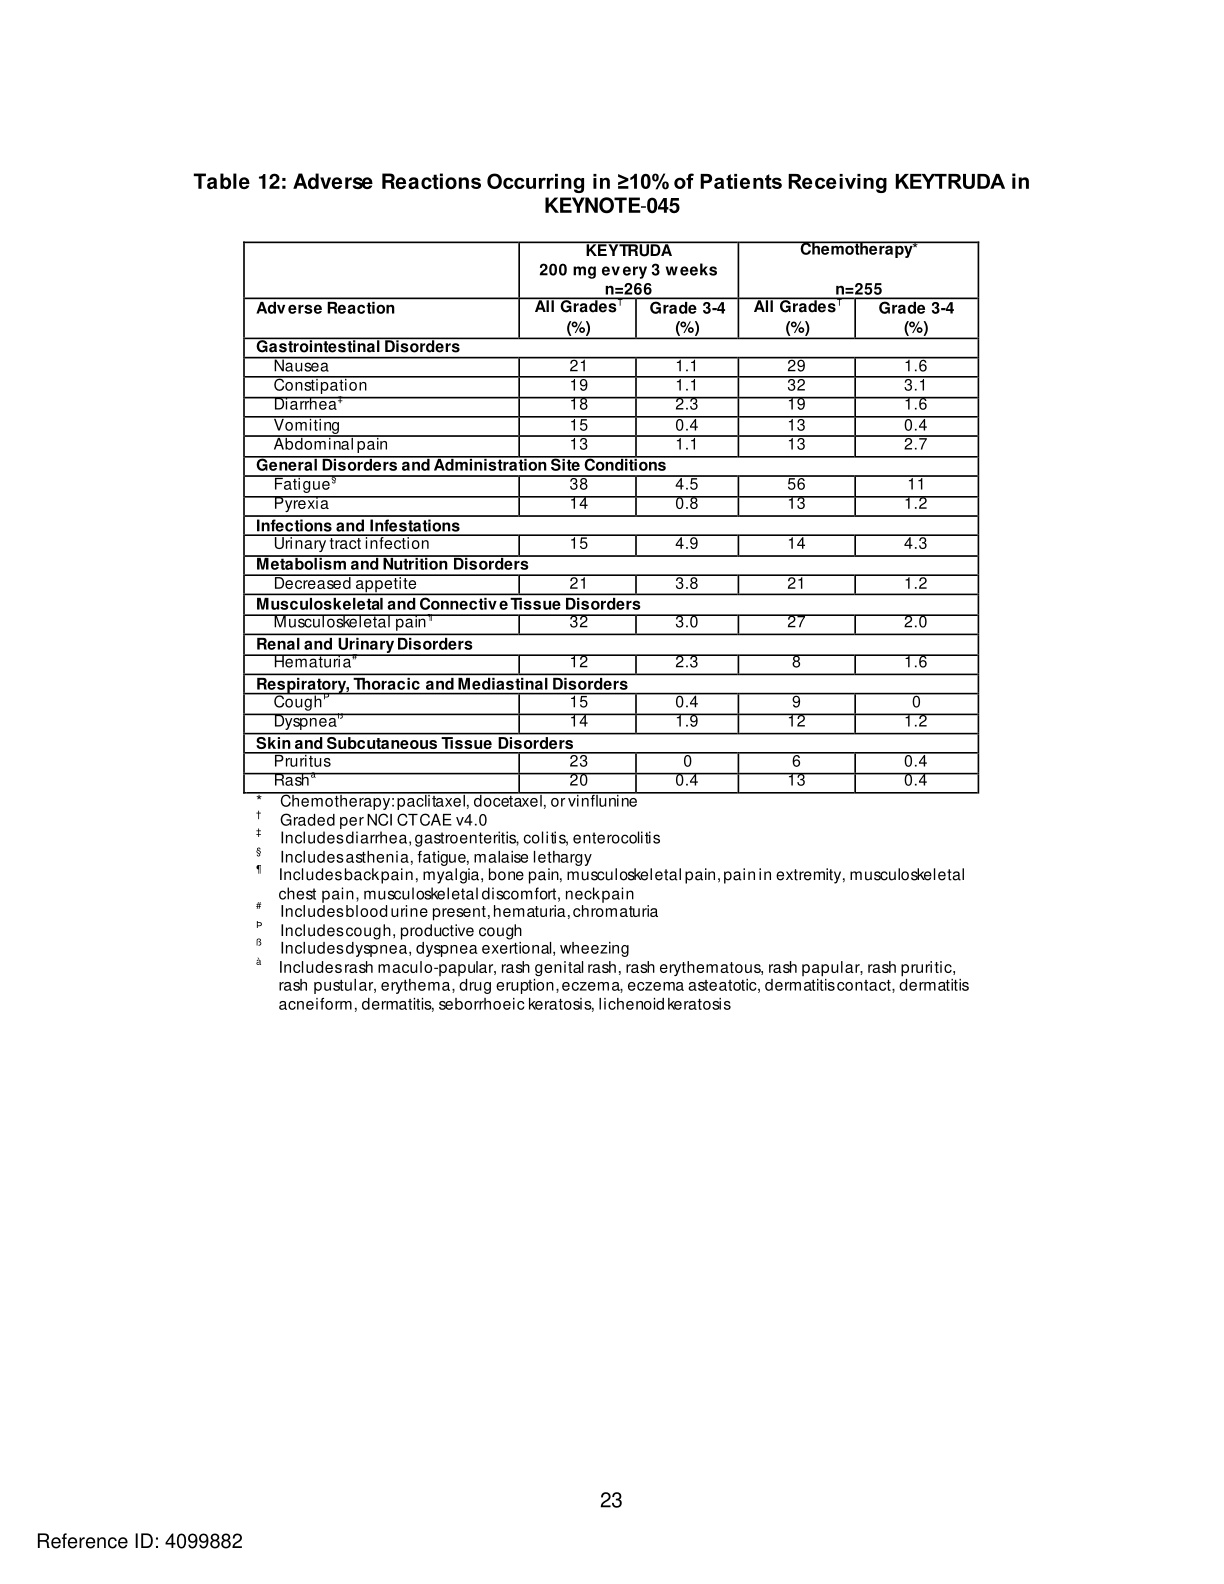 Table 12: Adverse Reactions Occurring in ≥10% of Patients Receiving KEYTRUDA in
KEYNOTE-045
KEYTRUDA
200 mg every 3 weeks
n=266
Chemotherapy*
n=255
Adverse Reaction All Grades† (%) Grade 3-4 (%) All Grades† (%) Grade 3-4 (%)
Gastrointestinal Disorders
Nausea 21 1.1 29 1.6
Constipation 19 1.1 32 3.1
Diarrhea‡ 18 2.3 19 1.6
Vomiting 15 0.4 13 0.4
Abdominal pain 13 1.1 13 2.7
General Disorders and Administration Site Conditions
Fatigue§ 38 4.5 56 11
Pyrexia 14 0.8 13 1.2
Infections and Infestations
Urinary tract infection 15 4.9 14 4.3
Metabolism and Nutrition Disorders
Decreased appetite 21 3.8 21 1.2
Musculoskeletal and Connective Tissue Disorders
Musculoskeletal pain¶ 32 3.0 27 2.0
Renal and Urinary Disorders
Hematuria# 12 2.3 8 1.6
Respiratory, Thoracic and Mediastinal Disorders
CoughÞ 15 0.4 9 0
Dyspneaß 14 1.9 12 1.2
Skin and Subcutaneous Tissue Disorders
Pruritus 23 0 6 0.4
Rashà 20 0.4 13 0.4
* Chemotherapy: paclitaxel, docetaxel, or vinflunine
† Graded per NCI CTCAE v4.0
‡ Includes diarrhea, gastroenteritis, colitis, enterocolitis
§ Includes asthenia, fatigue, malaise lethargy
¶ Includes back pain, myalgia, bone pain, musculoskeletal pain, pain in extremity, musculoskeletal
chest pain, musculoskeletal discomfort, neck pain
# Includes blood urine present, hematuria, chromaturia
Þ Includes cough, productive cough
ß Includes dyspnea, dyspnea exertional, wheezing
à Includes rash maculo-papular, rash genital rash, rash erythematous, rash papular, rash pruritic,
rash pustular, erythema, drug eruption, eczema, eczema asteatotic, dermatitis contact, dermatitis
acneiform, dermatitis, seborrhoeic keratosis, lichenoid keratosis
23
Reference ID: 4099882